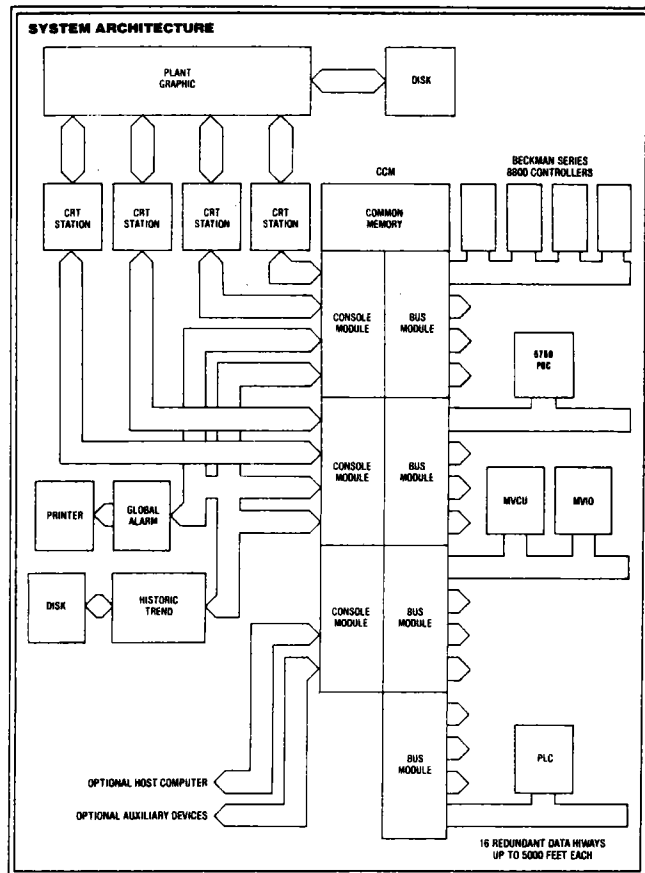 SYSTEM ARCHITECTURE
PLANT
GRAPHIC
DISK
CCM
BECKMAN SERIES
8800 CONTROLLERS
CRT
STATION
CRT
STATION
CRT
STATION
CRT
STATION
COMMON
MEMORY
CONSOLE
MODULE
BUS
MODULE
CONSOLE
MODULE
BUS
MODULE
MVCU
MVIO
PRINTER
GLOBAL
ALARM
DISK
HISTORIC
TREND
CONSOLE
MODULE
BUS
MODULE
BUS
MODULE
PLC
OPTIONAL HOST COMPUTER
OPTIONAL AUXILIARY DEVICES
16 REDUNDANT DATA HIWAYS
UP TO 5000 FEET EACH